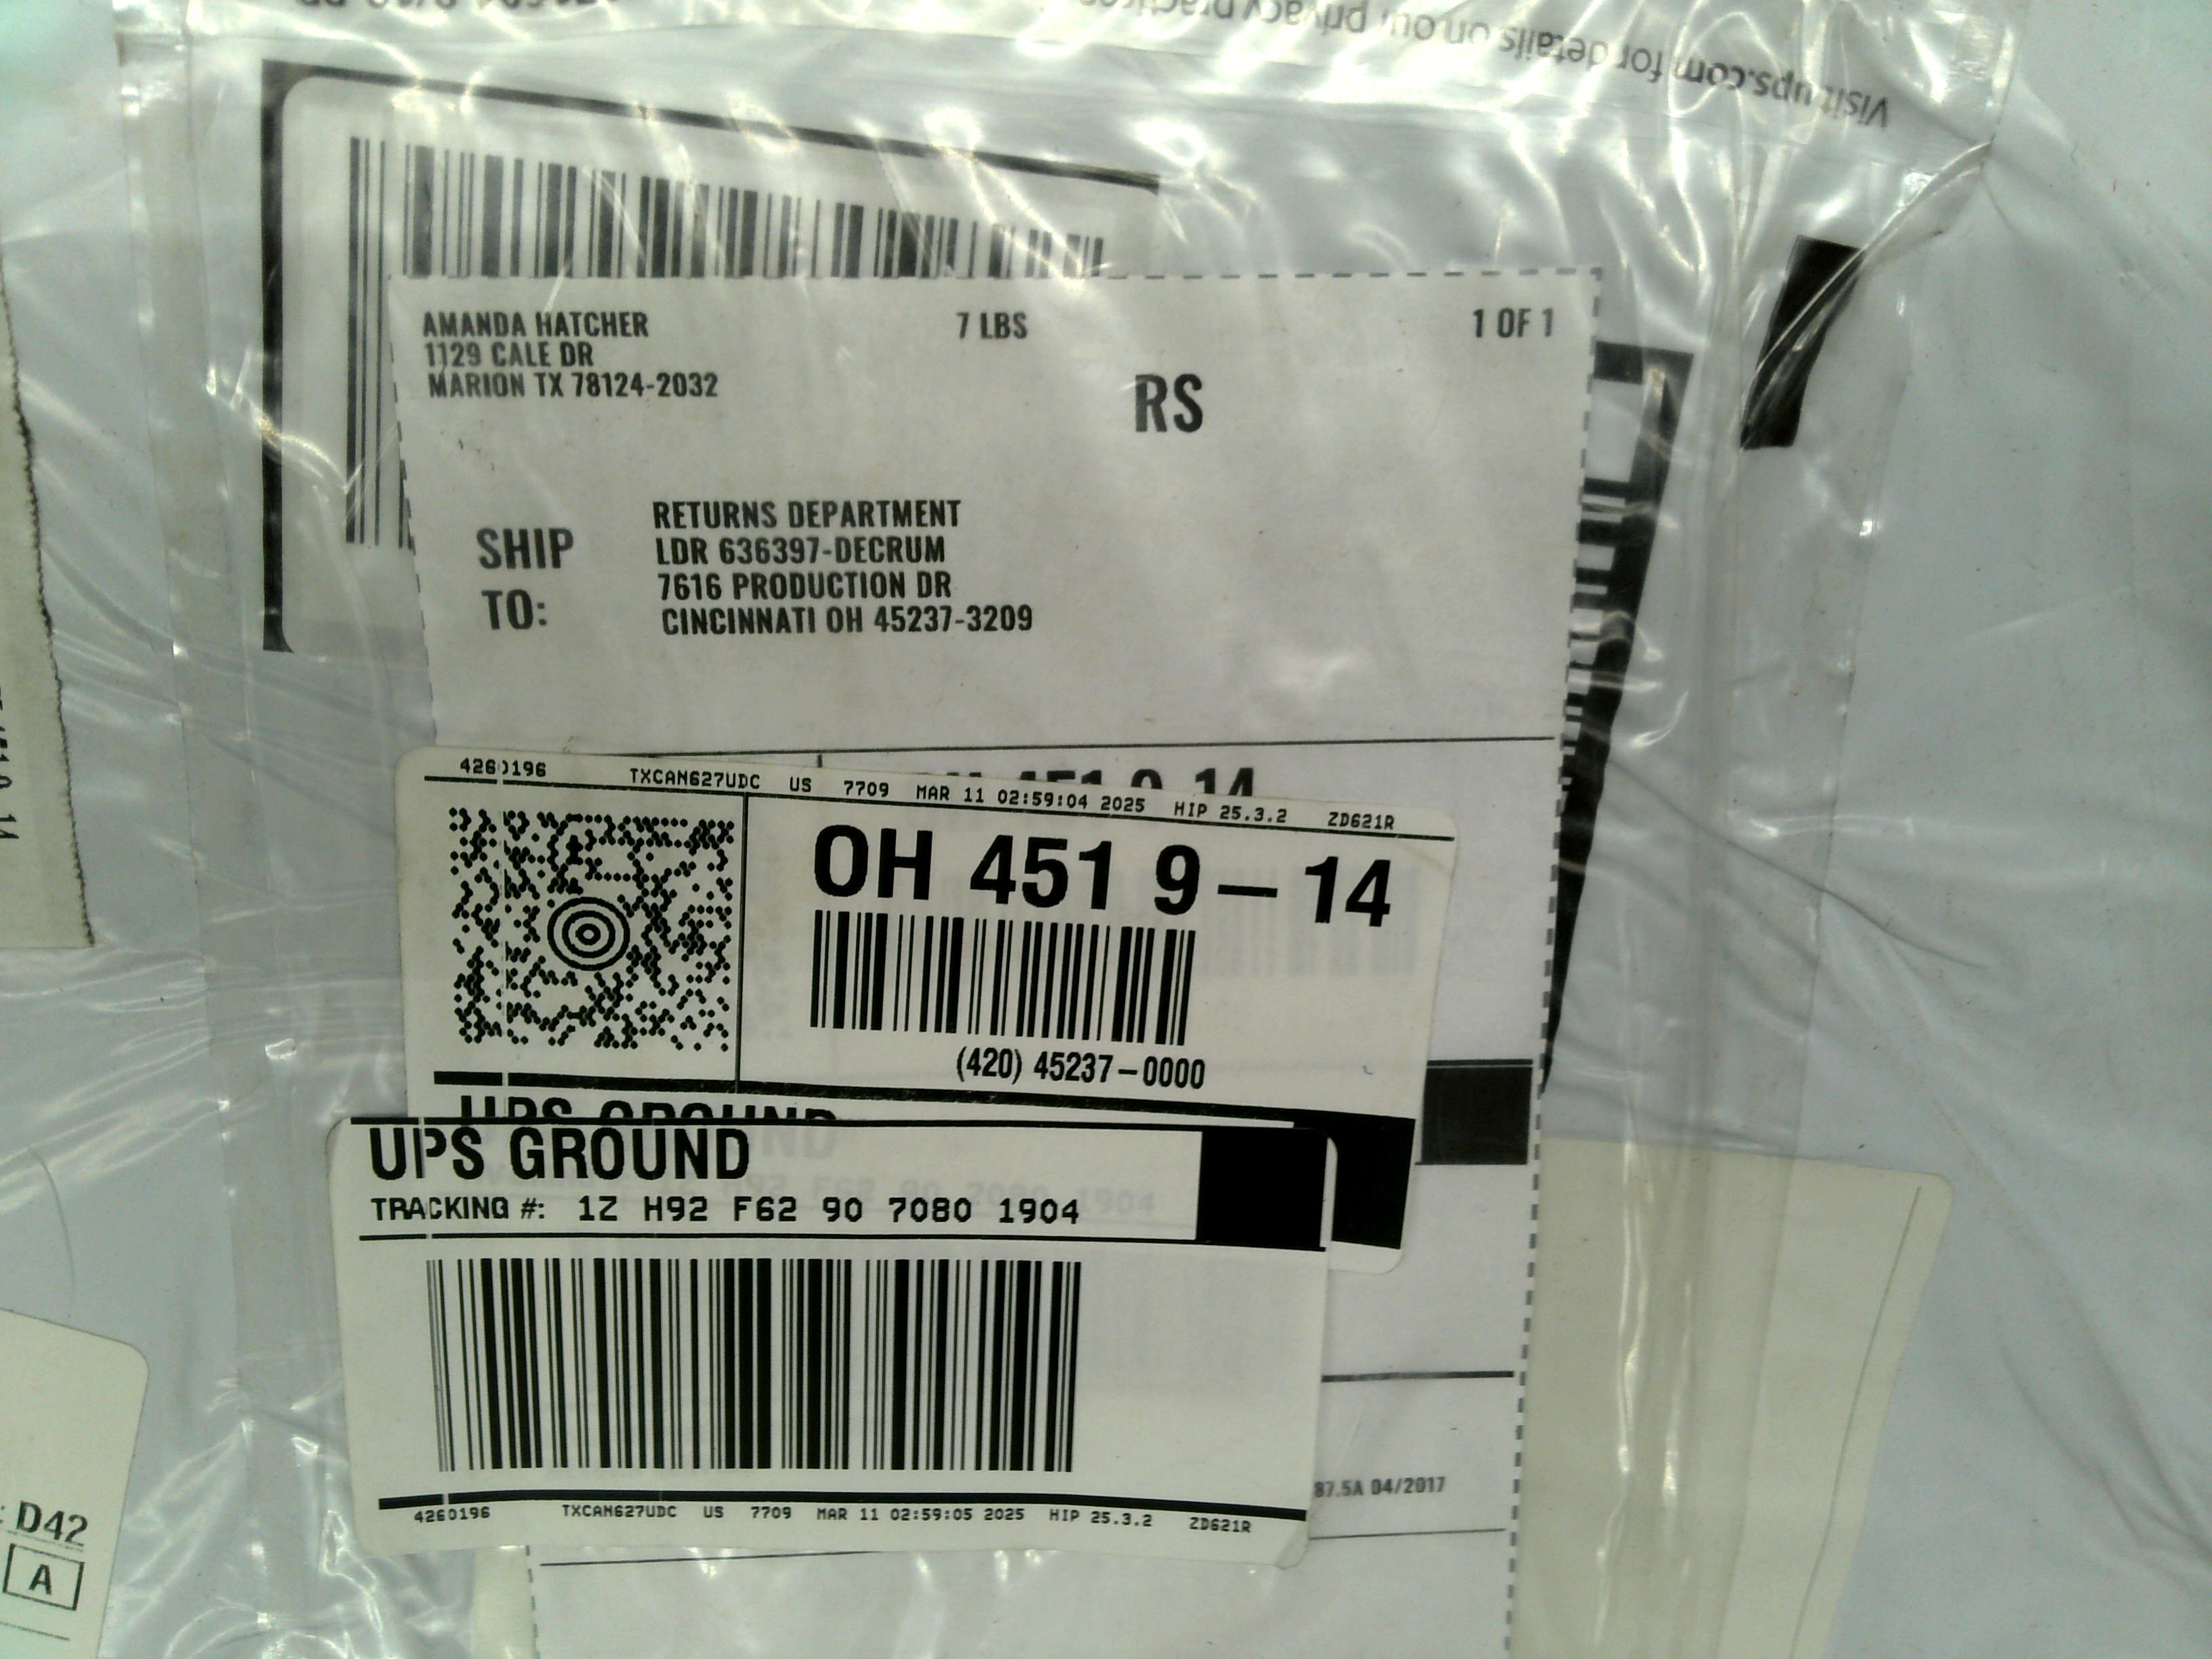 Visit ups.com for details on our privacy practices
AMANDA HATCHER
1129 CALE DR
MARION TX 78124-2032
7 LBS
1 OF 1
RS
SHIP TO:
RETURNS DEPARTMENT
LDR 636397-DECRUM
7616 PRODUCTION DR
CINCINNATI OH 45237-3209
4260196 TXCAN627UDC US 7709 MAR 11 02:59:04 2025 HIP 25.3.2 ZD621R
OH 451 9-14
(420) 45237-0000
UPS GROUND
UPS GROUND
TRACKING #: 1Z H92 F62 90 7080 1904
87.5A 04/2017
4260196 TXCAN627UDC US 7709 MAR 11 02:59:05 2025 HIP 25.3.2 ZD621R
D42
A